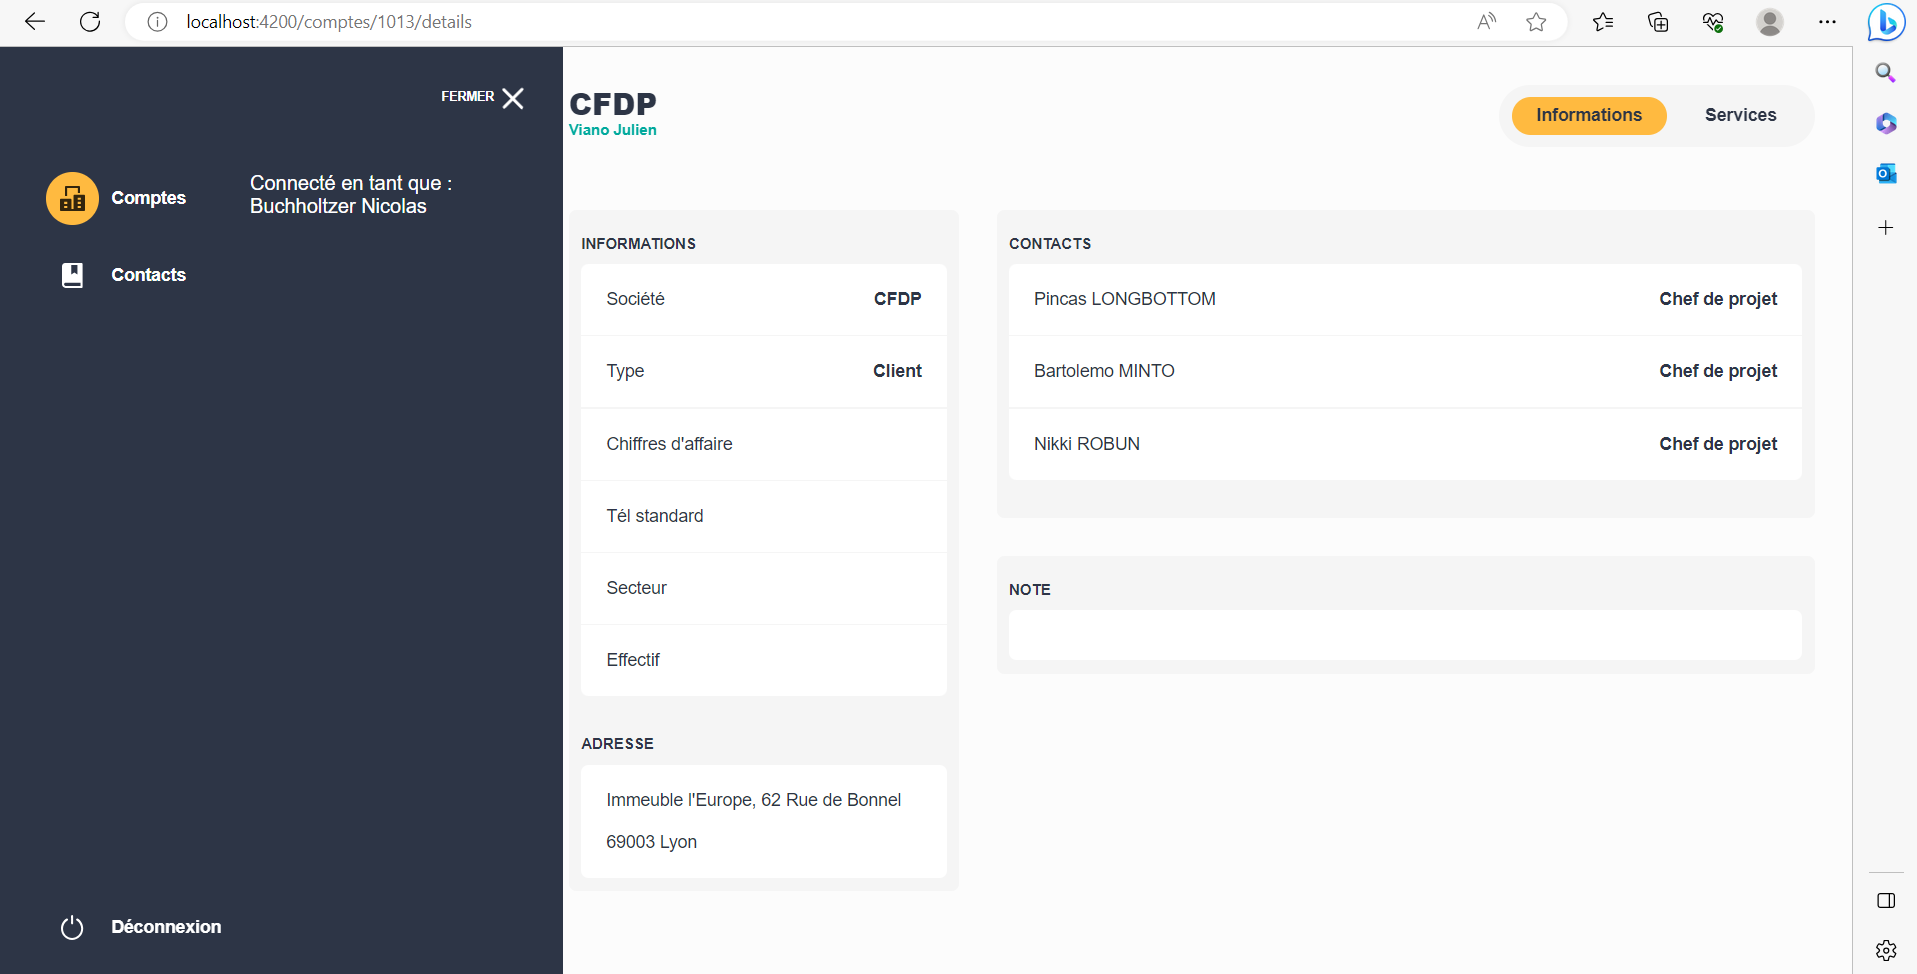 localhost:4200/comptes/1013/details
FERMER
Comptes
Connecté en tant que :
Buchholtzer Nicolas
Contacts
Déconnexion
CFDP
Viano Julien
Informations
Services
INFORMATIONS
Société CFDP
Type Client
Chiffres d'affaire
Tél standard
Secteur
Effectif
ADRESSE
Immeuble l'Europe, 62 Rue de Bonnel
69003 Lyon
CONTACTS
Pincas LONGBOTTOM Chef de projet
Bartolemo MINTO Chef de projet
Nikki ROBUN Chef de projet
NOTE